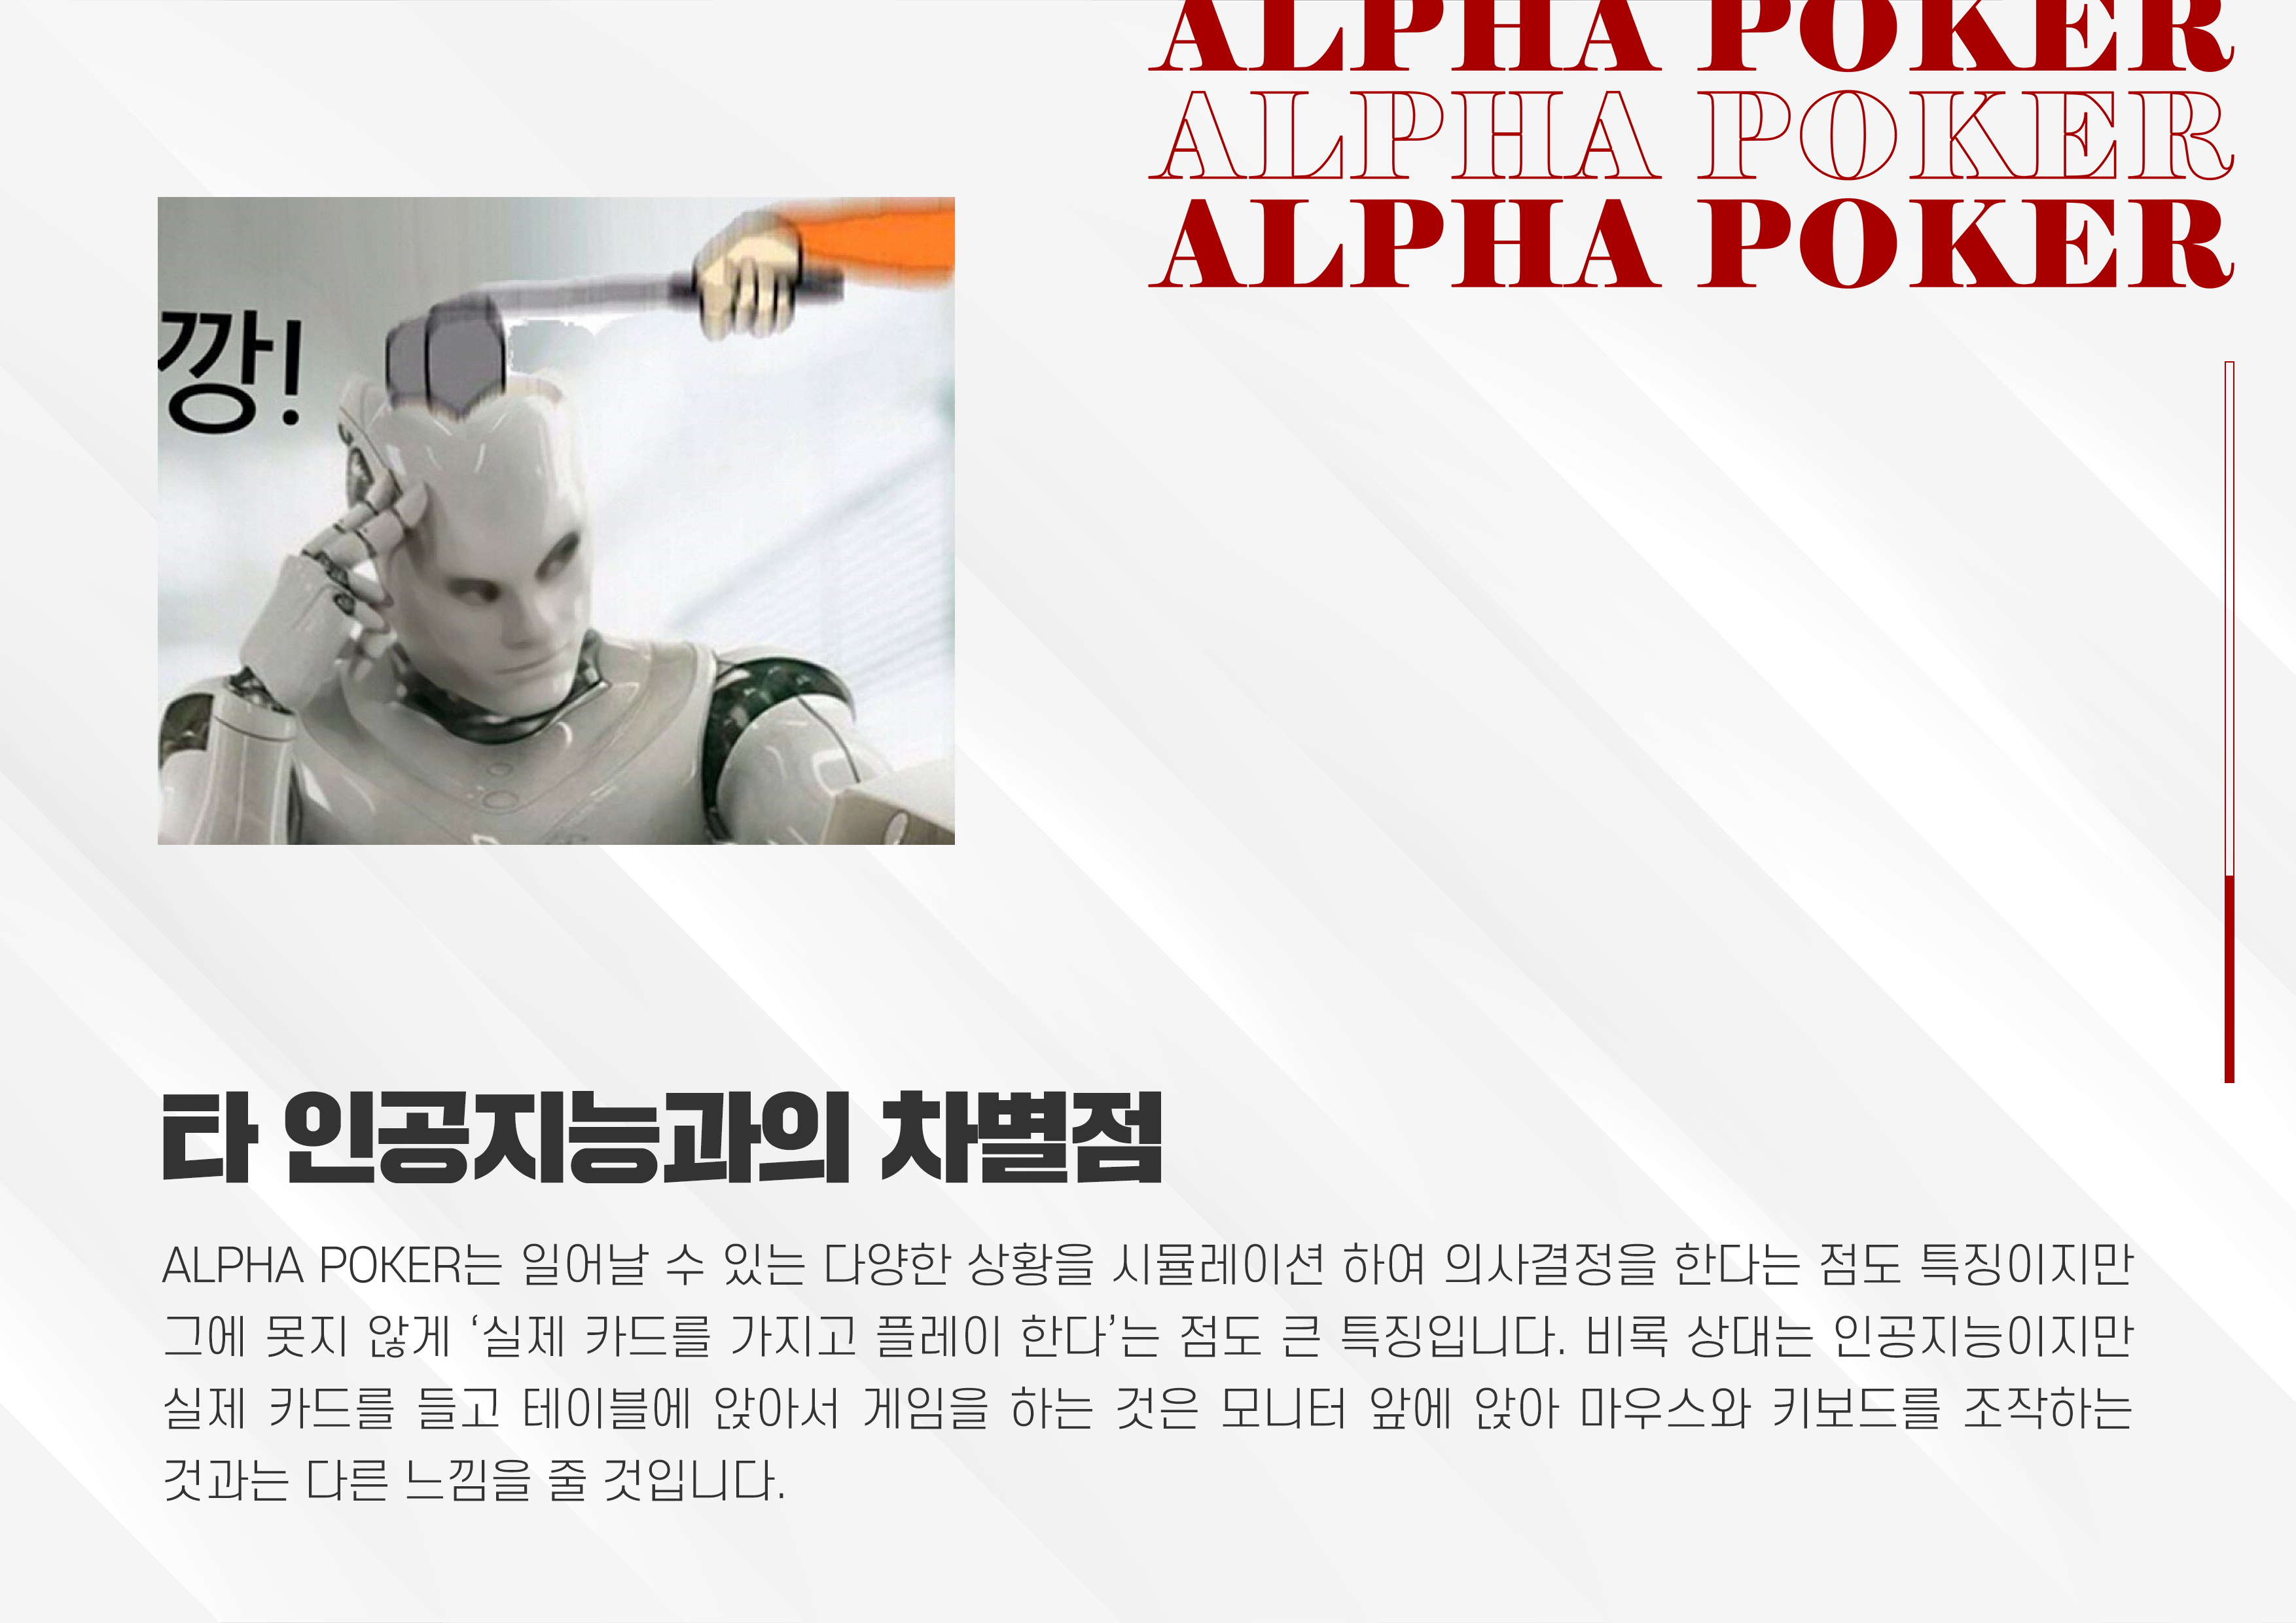 ALPHA POKER
ALPHA POKER
ALPHA POKER
깡!
타 인공지능과의 차별점
ALPHA POKER는 일어날 수 있는 다양한 상황을 시뮬레이션 하여 의사결정을 한다는 점도 특징이지만
그에 못지 않게 ‘실제 카드를 가지고 플레이 한다’는 점도 큰 특징입니다. 비록 상대는 인공지능이지만
실제 카드를 들고 테이블에 앉아서 게임을 하는 것은 모니터 앞에 앉아 마우스와 키보드를 조작하는
것과는 다른 느낌을 줄 것입니다.